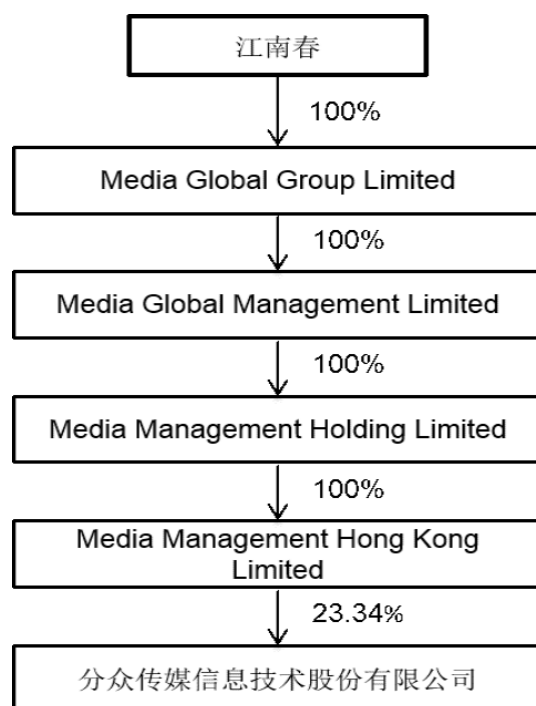 江南春
100%
Media Global Group Limited
100%
Media Global Management Limited
100%
Media Management Holding Limited
100%
Media Management Hong Kong
Limited
23.34%
分众传媒信息技术股份有限公司